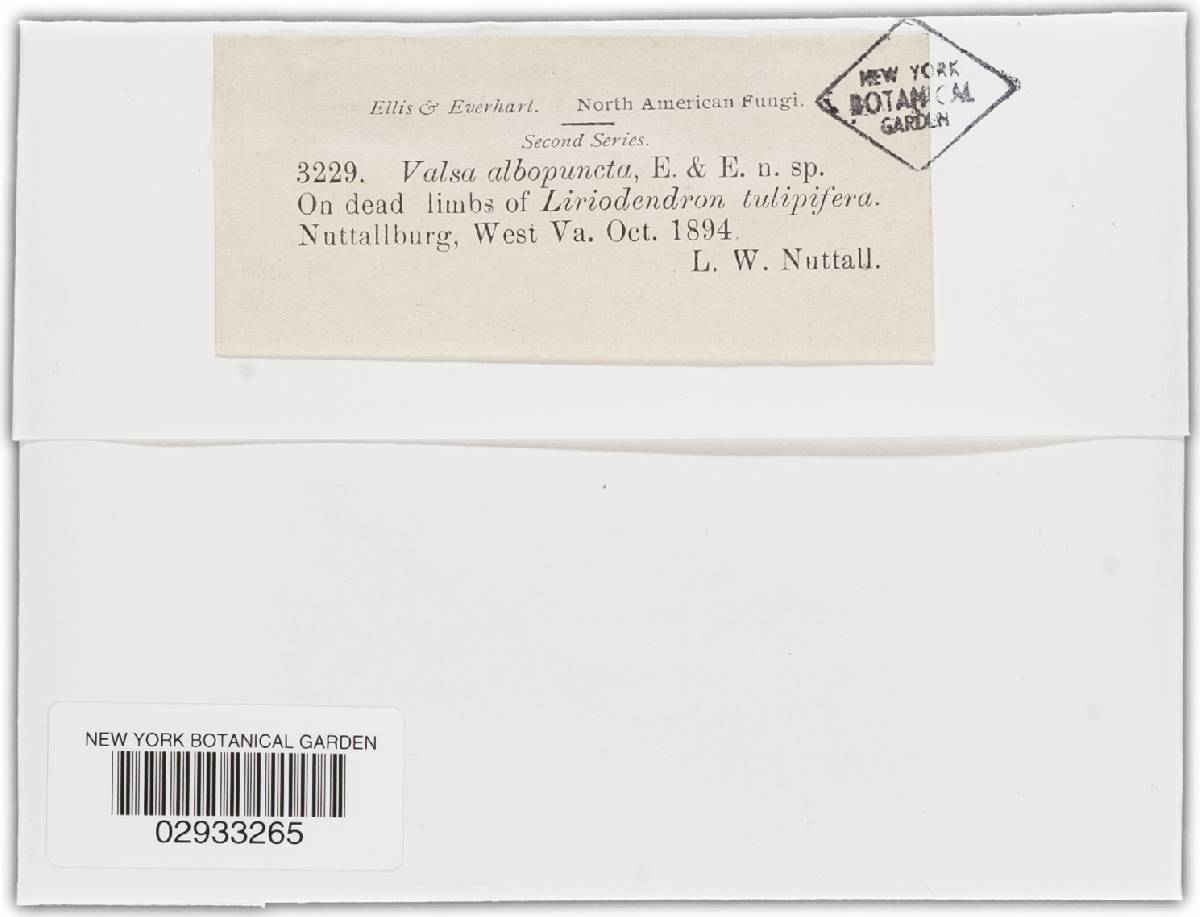 Ellis & Everhart. North American Fungi.
Second Series.
3229. Valsa albopuncta, E. & E. n. sp.
On dead limbs of Liriodendron tulipifera.
Nuttallburg, West Va. Oct. 1894.
L. W. Nuttall.
NEW YORK
BOTANICAL
GARDEN
NEW YORK BOTANICAL GARDEN
02933265